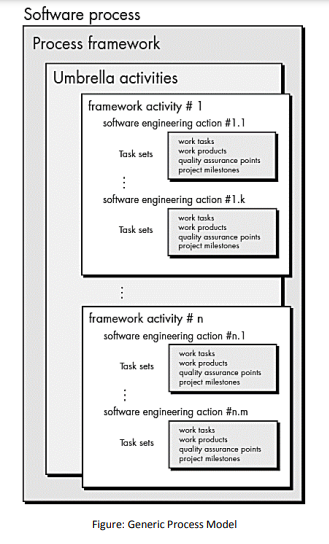 Software process
Process framework
Umbrella activities
framework activity # 1
software engineering action #1.1
Task sets
work tasks
work products
quality assurance points
project milestones
software engineering action #1.k
Task sets
work tasks
work products
quality assurance points
project milestones
framework activity # n
software engineering action #n.1
Task sets
work tasks
work products
quality assurance points
project milestones
software engineering action #n.m
Task sets
work tasks
work products
quality assurance points
project milestones
Figure: Generic Process Model